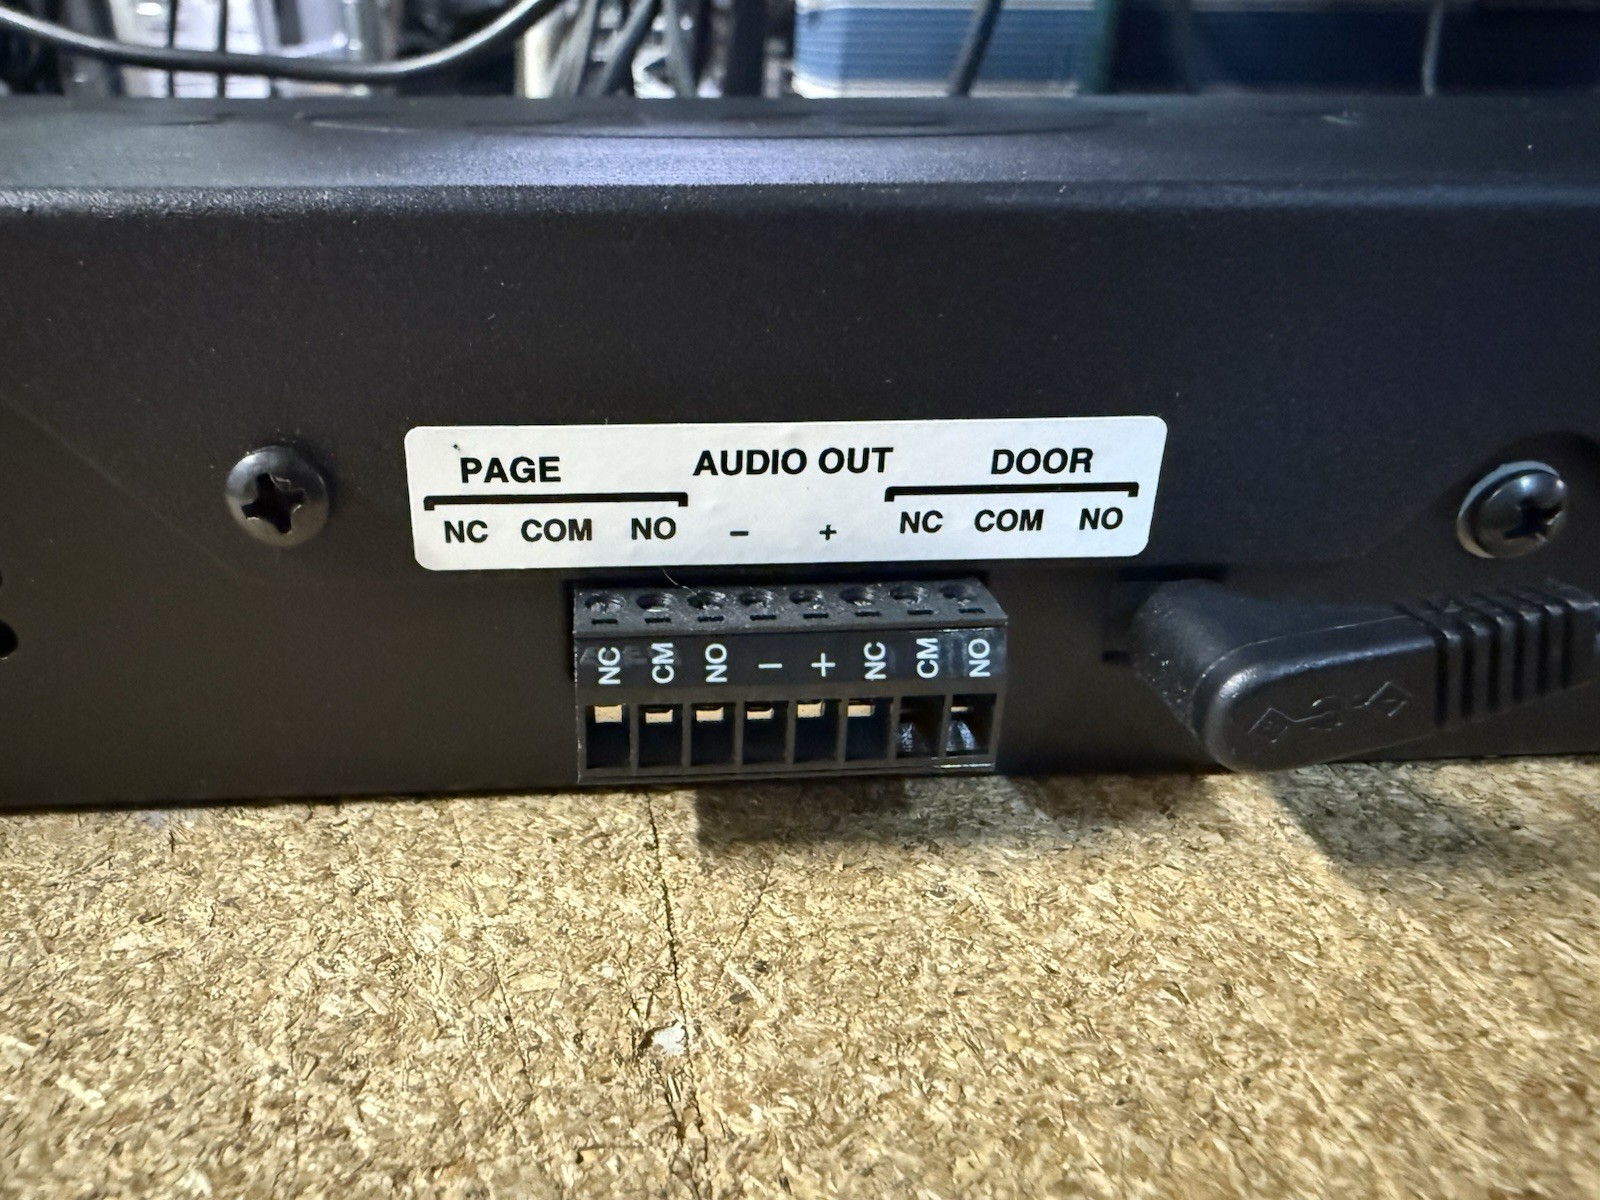 PAGE AUDIO OUT DOOR
NC COM NO − + NC COM NO
NC CM NO − + NC CM NO